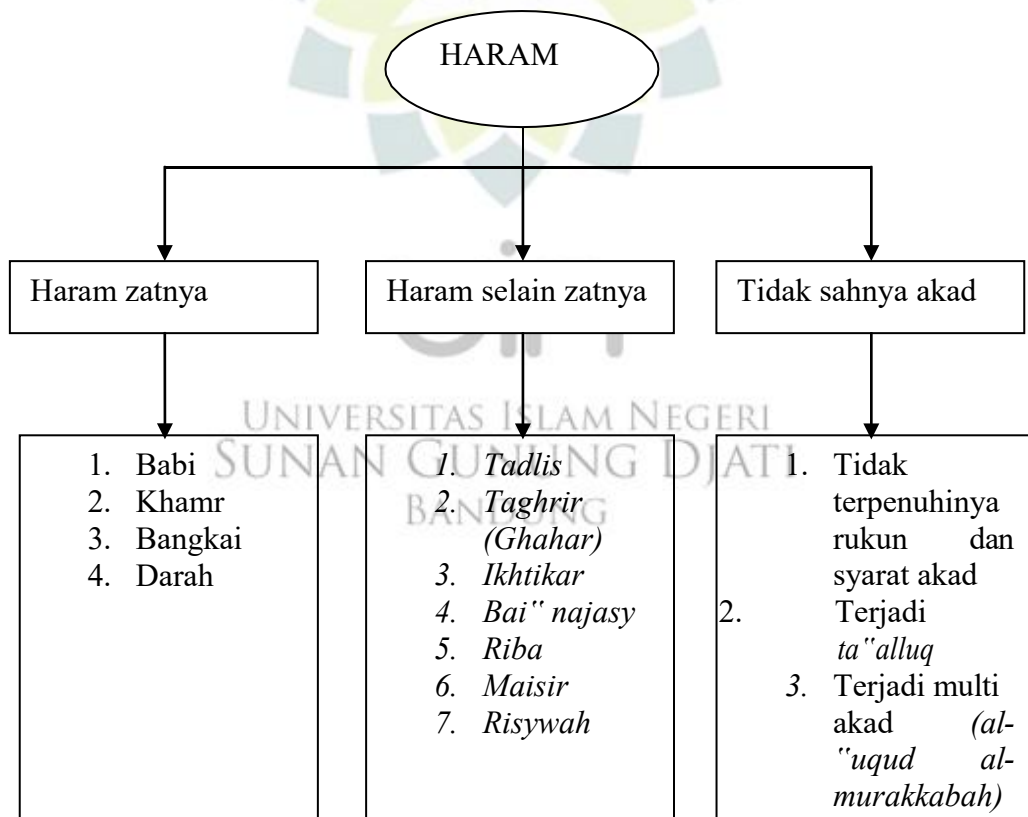 HARAM
Haram zatnya
Haram selain zatnya
Tidak sahnya akad
uin
UNIVERSITAS ISLAM NEGERI
SUNAN GUNUNG DJATI
BANDUNG
1. Babi
2. Khamr
3. Bangkai
4. Darah
1. Tadlis
2. Taghrir
(Ghahar)
3. Ikhtikar
4. Bai‟ najasy
5. Riba
6. Maisir
7. Risywah
1. Tidak
terpenuhinya
rukun dan
syarat akad
2. Terjadi
ta‟alluq
3. Terjadi multi
akad (al-
‟uqud al-
murakkabah)